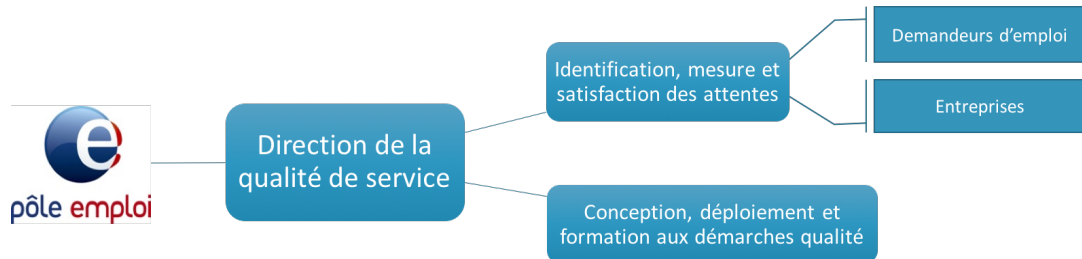 e
pôle emploi
Direction de la
qualité de service
Identification, mesure et
satisfaction des attentes
Demandeurs d’emploi
Entreprises
Conception, déploiement et
formation aux démarches qualité